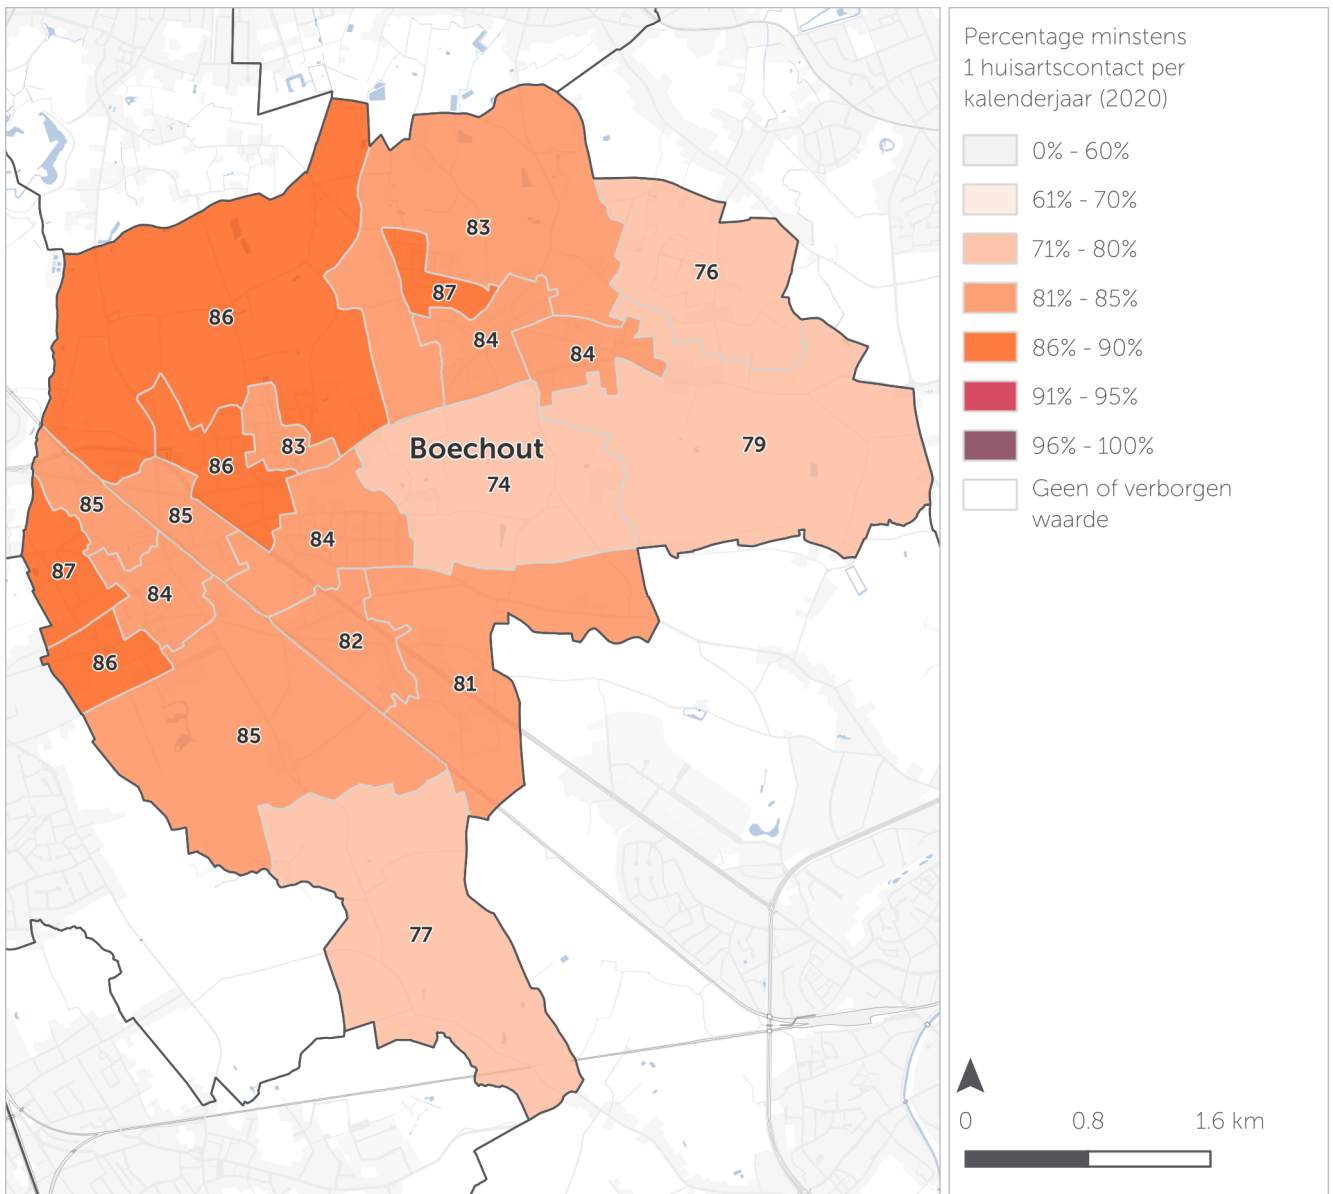 83
76
87
86
84
84
Boechout
83
79
86
74
85
85
84
87
84
82
86
81
85
77
Percentage minstens
1 huisartscontact per
kalenderjaar (2020)
0% - 60%
61% - 70%
71% - 80%
81% - 85%
86% - 90%
91% - 95%
96% - 100%
Geen of verborgen
waarde
0 0.8 1.6 km